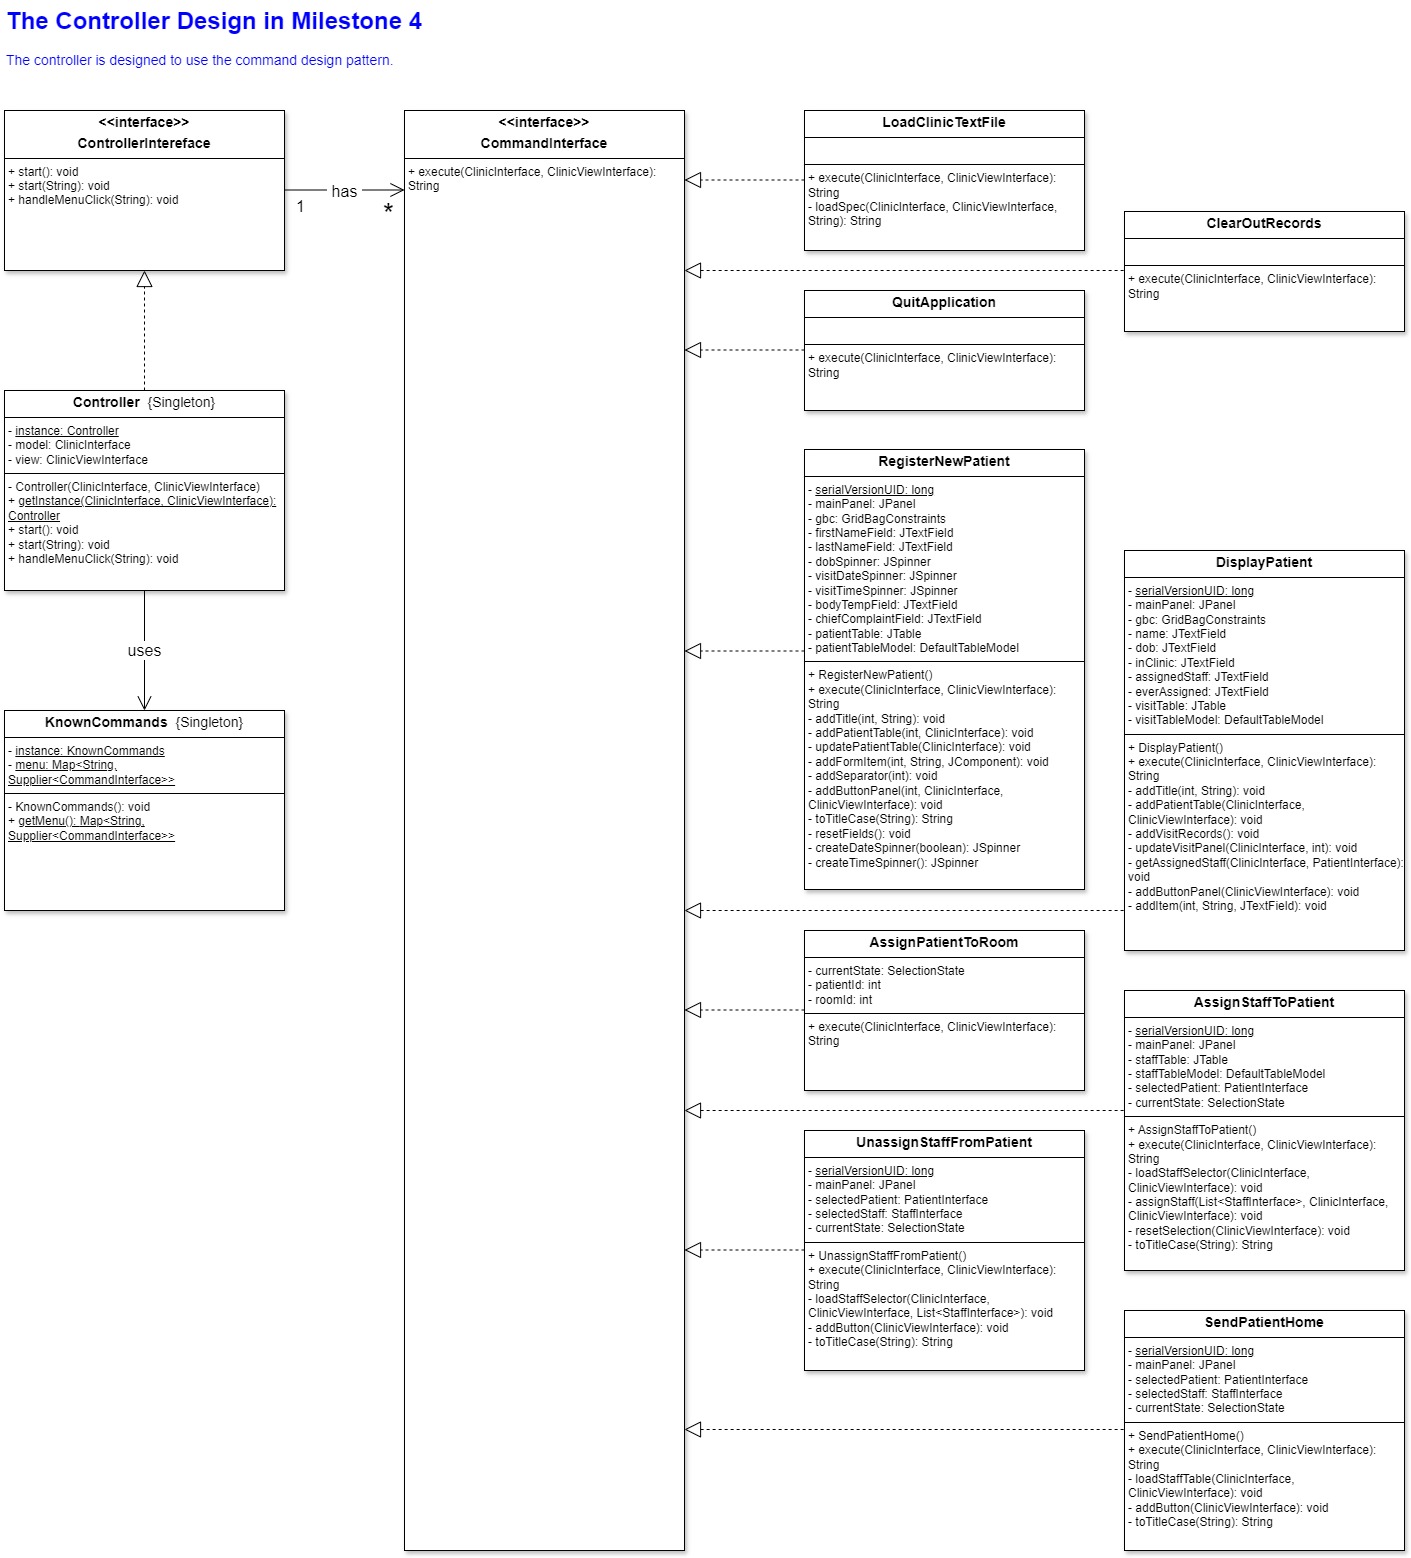 The Controller Design in Milestone 4
The controller is designed to use the command design pattern.
<<interface>>
ControllerIntereface
+ start(): void
+ start(String): void
+ handleMenuClick(String): void
has
1
*
<<interface>>
CommandInterface
+ execute(ClinicInterface, ClinicViewInterface):
String
LoadClinicTextFile
+ execute(ClinicInterface, ClinicViewInterface):
String
- loadSpec(ClinicInterface, ClinicViewInterface,
String): String
ClearOutRecords
+ execute(ClinicInterface, ClinicViewInterface):
String
QuitApplication
+ execute(ClinicInterface, ClinicViewInterface):
String
Controller {Singleton}
- instance: Controller
- model: ClinicInterface
- view: ClinicViewInterface
- Controller(ClinicInterface, ClinicViewInterface)
+ getInstance(ClinicInterface, ClinicViewInterface):
Controller
+ start(): void
+ start(String): void
+ handleMenuClick(String): void
uses
KnownCommands {Singleton}
- instance: KnownCommands
- menu: Map<String,
Supplier<CommandInterface>>
- KnownCommands(): void
+ getMenu(): Map<String,
Supplier<CommandInterface>>
RegisterNewPatient
- serialVersionUID: long
- mainPanel: JPanel
- gbc: GridBagConstraints
- firstNameField: JTextField
- lastNameField: JTextField
- dobSpinner: JSpinner
- visitDateSpinner: JSpinner
- visitTimeSpinner: JSpinner
- bodyTempField: JTextField
- chiefComplaintField: JTextField
- patientTable: JTable
- patientTableModel: DefaultTableModel
+ RegisterNewPatient()
+ execute(ClinicInterface, ClinicViewInterface):
String
- addTitle(int, String): void
- addPatientTable(int, ClinicInterface): void
- updatePatientTable(ClinicInterface): void
- addFormItem(int, String, JComponent): void
- addSeparator(int): void
- addButtonPanel(int, ClinicInterface,
ClinicViewInterface): void
- toTitleCase(String): String
- resetFields(): void
- createDateSpinner(boolean): JSpinner
- createTimeSpinner(): JSpinner
DisplayPatient
- serialVersionUID: long
- mainPanel: JPanel
- gbc: GridBagConstraints
- name: JTextField
- dob: JTextField
- inClinic: JTextField
- assignedStaff: JTextField
- everAssigned: JTextField
- visitTable: JTable
- visitTableModel: DefaultTableModel
+ DisplayPatient()
+ execute(ClinicInterface, ClinicViewInterface):
String
- addTitle(int, String): void
- addPatientTable(ClinicInterface,
ClinicViewInterface): void
- addVisitRecords(): void
- updateVisitPanel(ClinicInterface, int): void
- getAssignedStaff(ClinicInterface, PatientInterface):
void
- addButtonPanel(ClinicViewInterface): void
- addItem(int, String, JTextField): void
AssignPatientToRoom
- currentState: SelectionState
- patientId: int
- roomId: int
+ execute(ClinicInterface, ClinicViewInterface):
String
AssignStaffToPatient
- serialVersionUID: long
- mainPanel: JPanel
- staffTable: JTable
- staffTableModel: DefaultTableModel
- selectedPatient: PatientInterface
- currentState: SelectionState
+ AssignStaffToPatient()
+ execute(ClinicInterface, ClinicViewInterface):
String
- loadStaffSelector(ClinicInterface,
ClinicViewInterface): void
- assignStaff(List<StaffInterface>, ClinicInterface,
ClinicViewInterface): void
- resetSelection(ClinicViewInterface): void
- toTitleCase(String): String
UnassignStaffFromPatient
- serialVersionUID: long
- mainPanel: JPanel
- selectedPatient: PatientInterface
- selectedStaff: StaffInterface
- currentState: SelectionState
+ UnassignStaffFromPatient()
+ execute(ClinicInterface, ClinicViewInterface):
String
- loadStaffSelector(ClinicInterface,
ClinicViewInterface, List<StaffInterface>): void
- addButton(ClinicViewInterface): void
- toTitleCase(String): String
SendPatientHome
- serialVersionUID: long
- mainPanel: JPanel
- selectedPatient: PatientInterface
- selectedStaff: StaffInterface
- currentState: SelectionState
+ SendPatientHome()
+ execute(ClinicInterface, ClinicViewInterface):
String
- loadStaffTable(ClinicInterface,
ClinicViewInterface): void
- addButton(ClinicViewInterface): void
- toTitleCase(String): String